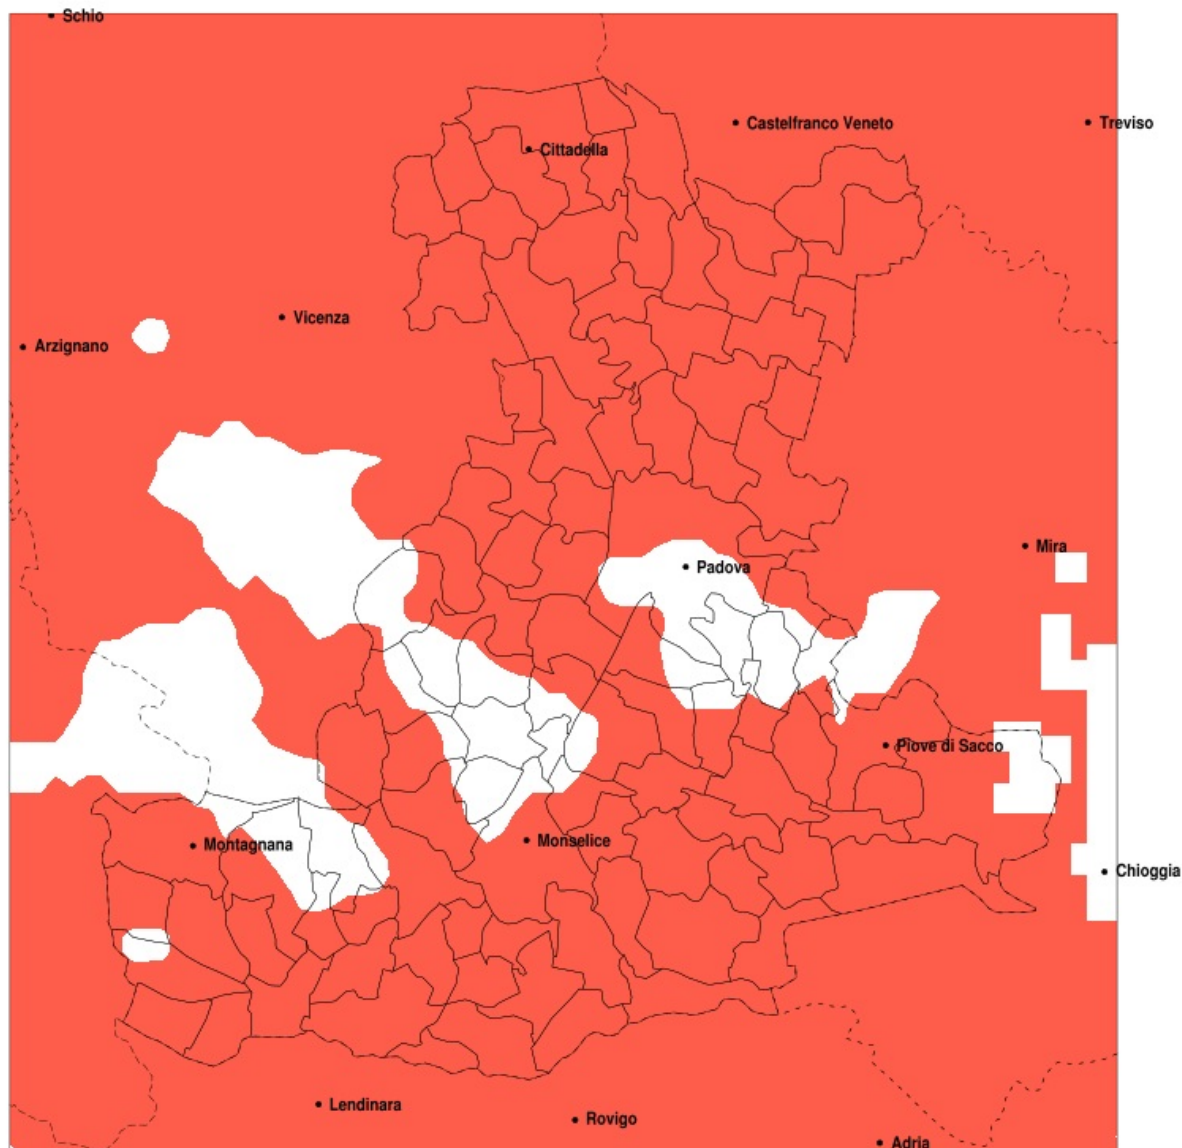 Schio
Castelfranco Veneto
Treviso
Cittadella
Vicenza
Arzignano
Mira
Padova
Piove di Sacco
Monselice
Montagnana
Chioggia
Lendinara
Rovigo
Adria